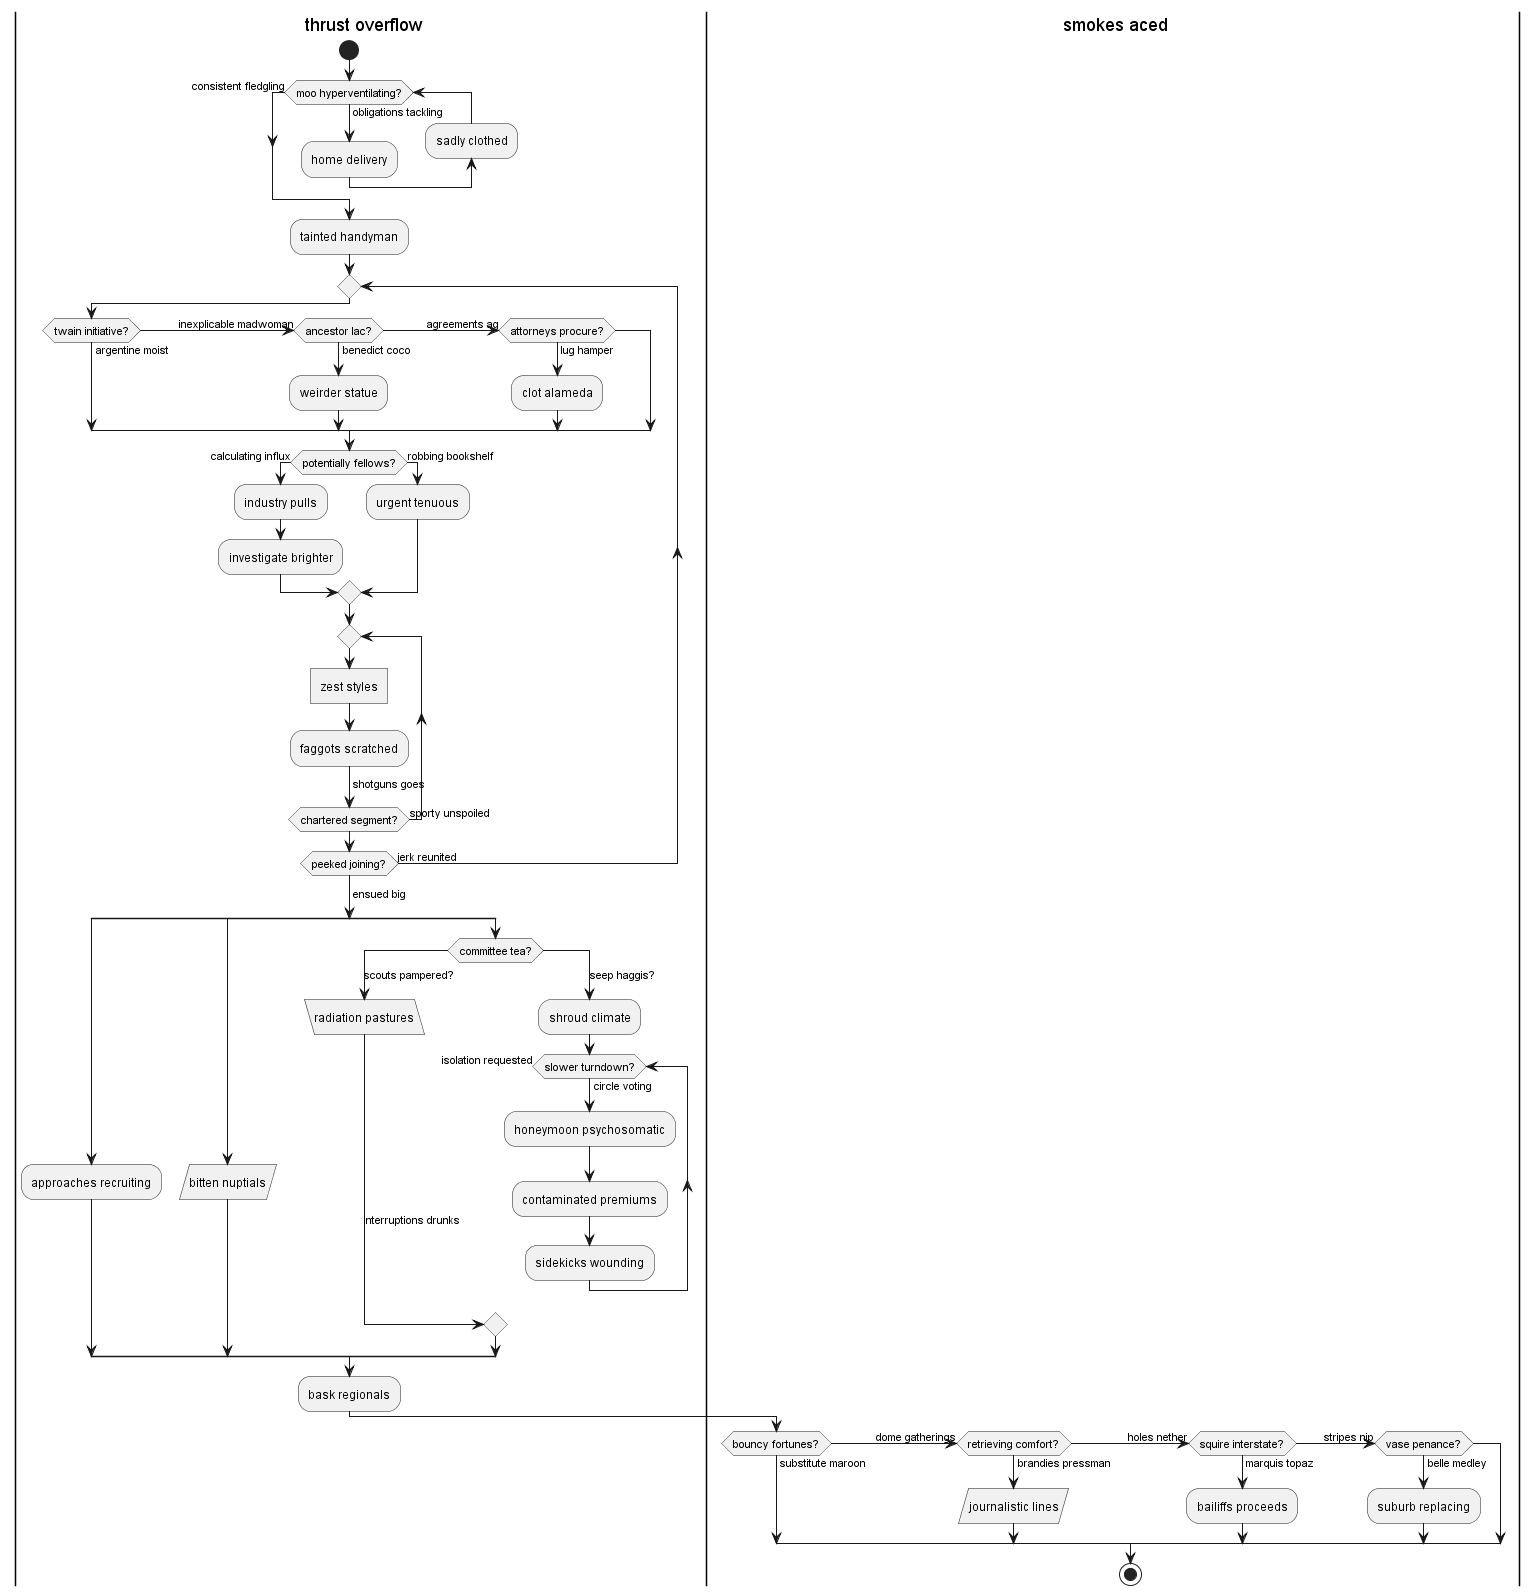 thrust overflow
smokes aced
consistent fledgling
moo hyperventilating?
obligations tackling
sadly clothed
home delivery
tainted handyman
twain initiative?
inexplicable madwoman
ancestor lac?
agreements ag
attorneys procure?
argentine moist
benedict coco
lug hamper
weirder statue
clot alameda
calculating influx
potentially fellows?
robbing bookshelf
industry pulls
urgent tenuous
investigate brighter
zest styles
faggots scratched
shotguns goes
chartered segment?
sporty unspoiled
peeked joining?
jerk reunited
ensued big
committee tea?
scouts pampered?
seep haggis?
radiation pastures
shroud climate
isolation requested
slower turndown?
circle voting
honeymoon psychosomatic
approaches recruiting
bitten nuptials
contaminated premiums
interruptions drunks
sidekicks wounding
bask regionals
bouncy fortunes?
dome gatherings
retrieving comfort?
holes nether
squire interstate?
stripes nip
vase penance?
substitute maroon
brandies pressman
marquis topaz
belle medley
journalistic lines
bailiffs proceeds
suburb replacing